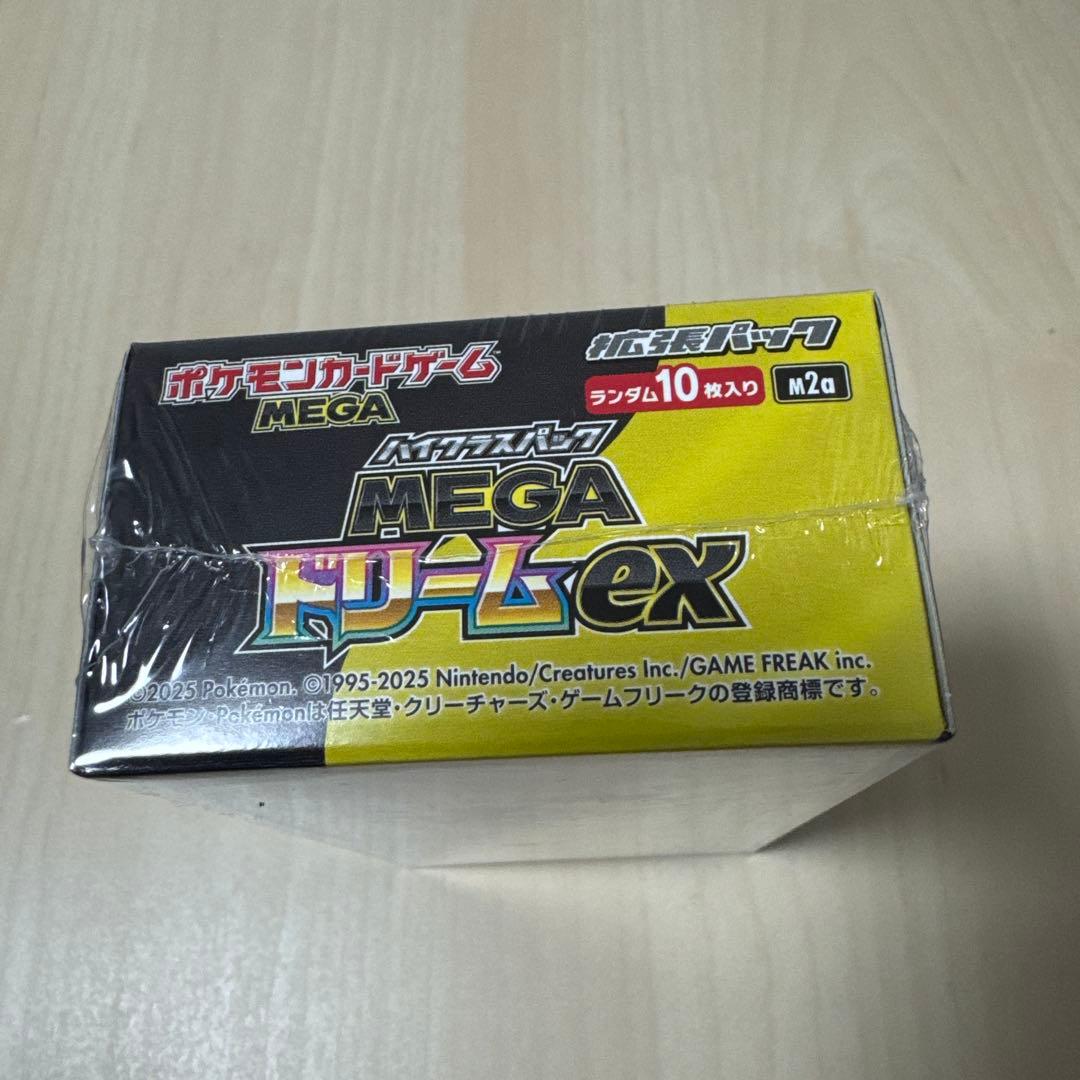 ポケモンカードゲーム
MEGA
拡張パック
ランダム10枚入り
M2a
ハイクラスパック
MEGA
ドリームex
©2025 Pokémon. ©1995-2025 Nintendo/Creatures Inc./GAME FREAK inc.
ポケモン・Pokémonは任天堂・クリーチャーズ・ゲームフリークの登録商標です。